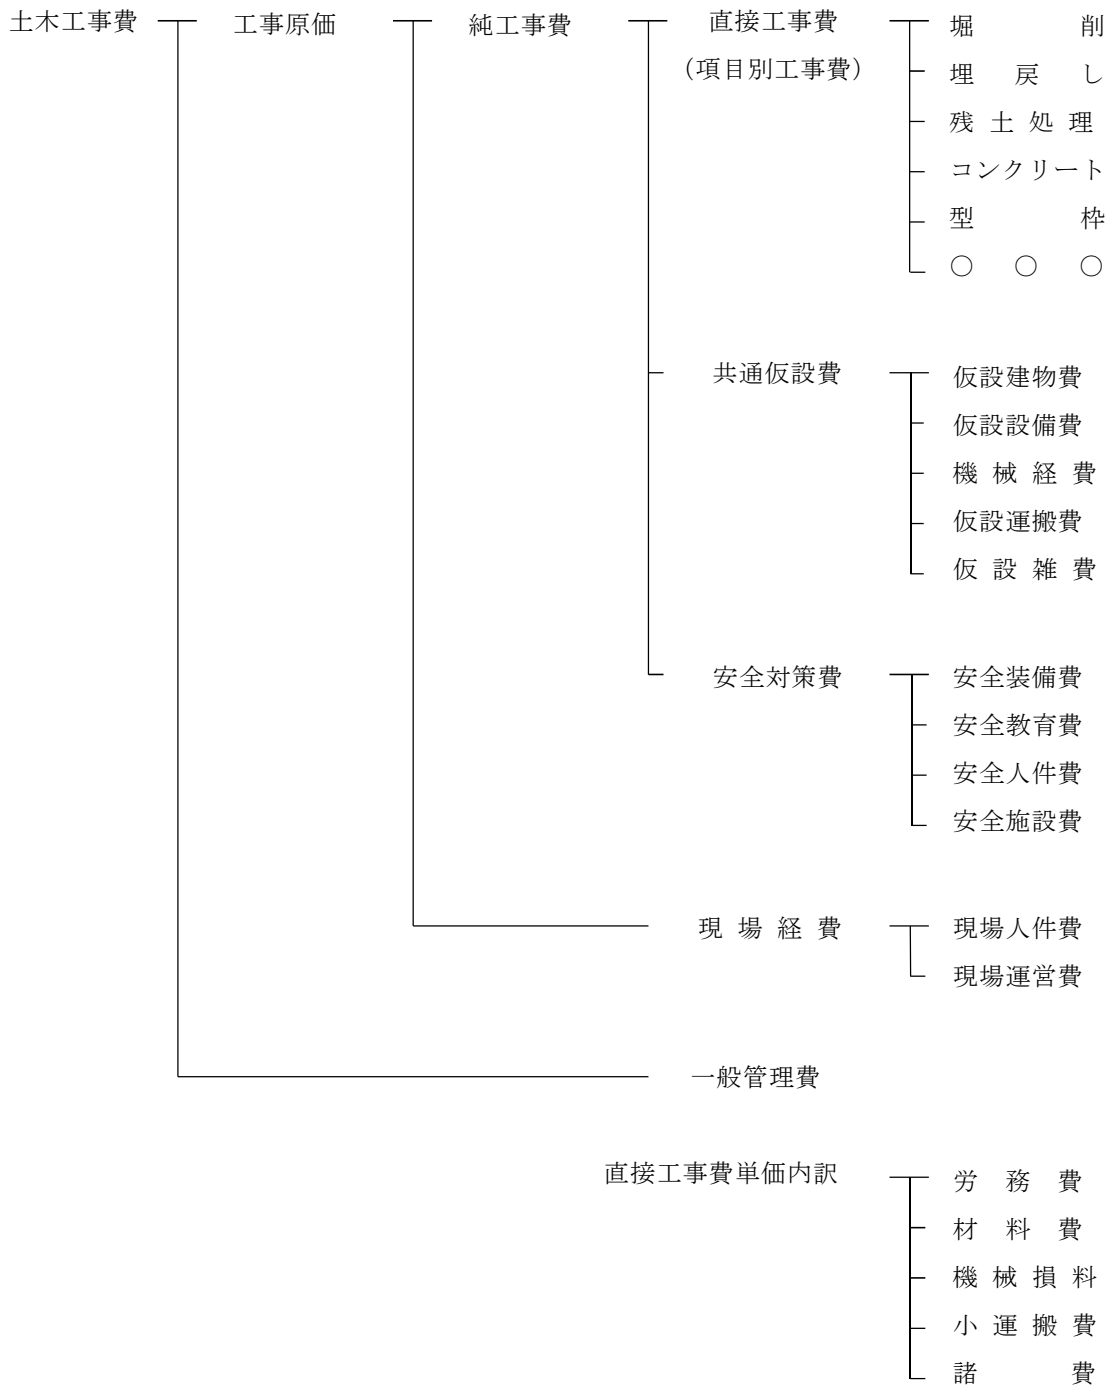 土木工事費 工事原価 純工事費 直接工事費 堀削
(項目別工事費) 埋戻し
残土処理
コンクリート
型枠
○○○
共通仮設費 仮設建物費
仮設設備費
機械経費
仮設運搬費
仮設雑費
安全対策費 安全装備費
安全教育費
安全人件費
安全施設費
現場経費 現場人件費
現場運営費
一般管理費
直接工事費単価内訳 労務費
材料費
機械損料
小運搬費
諸費